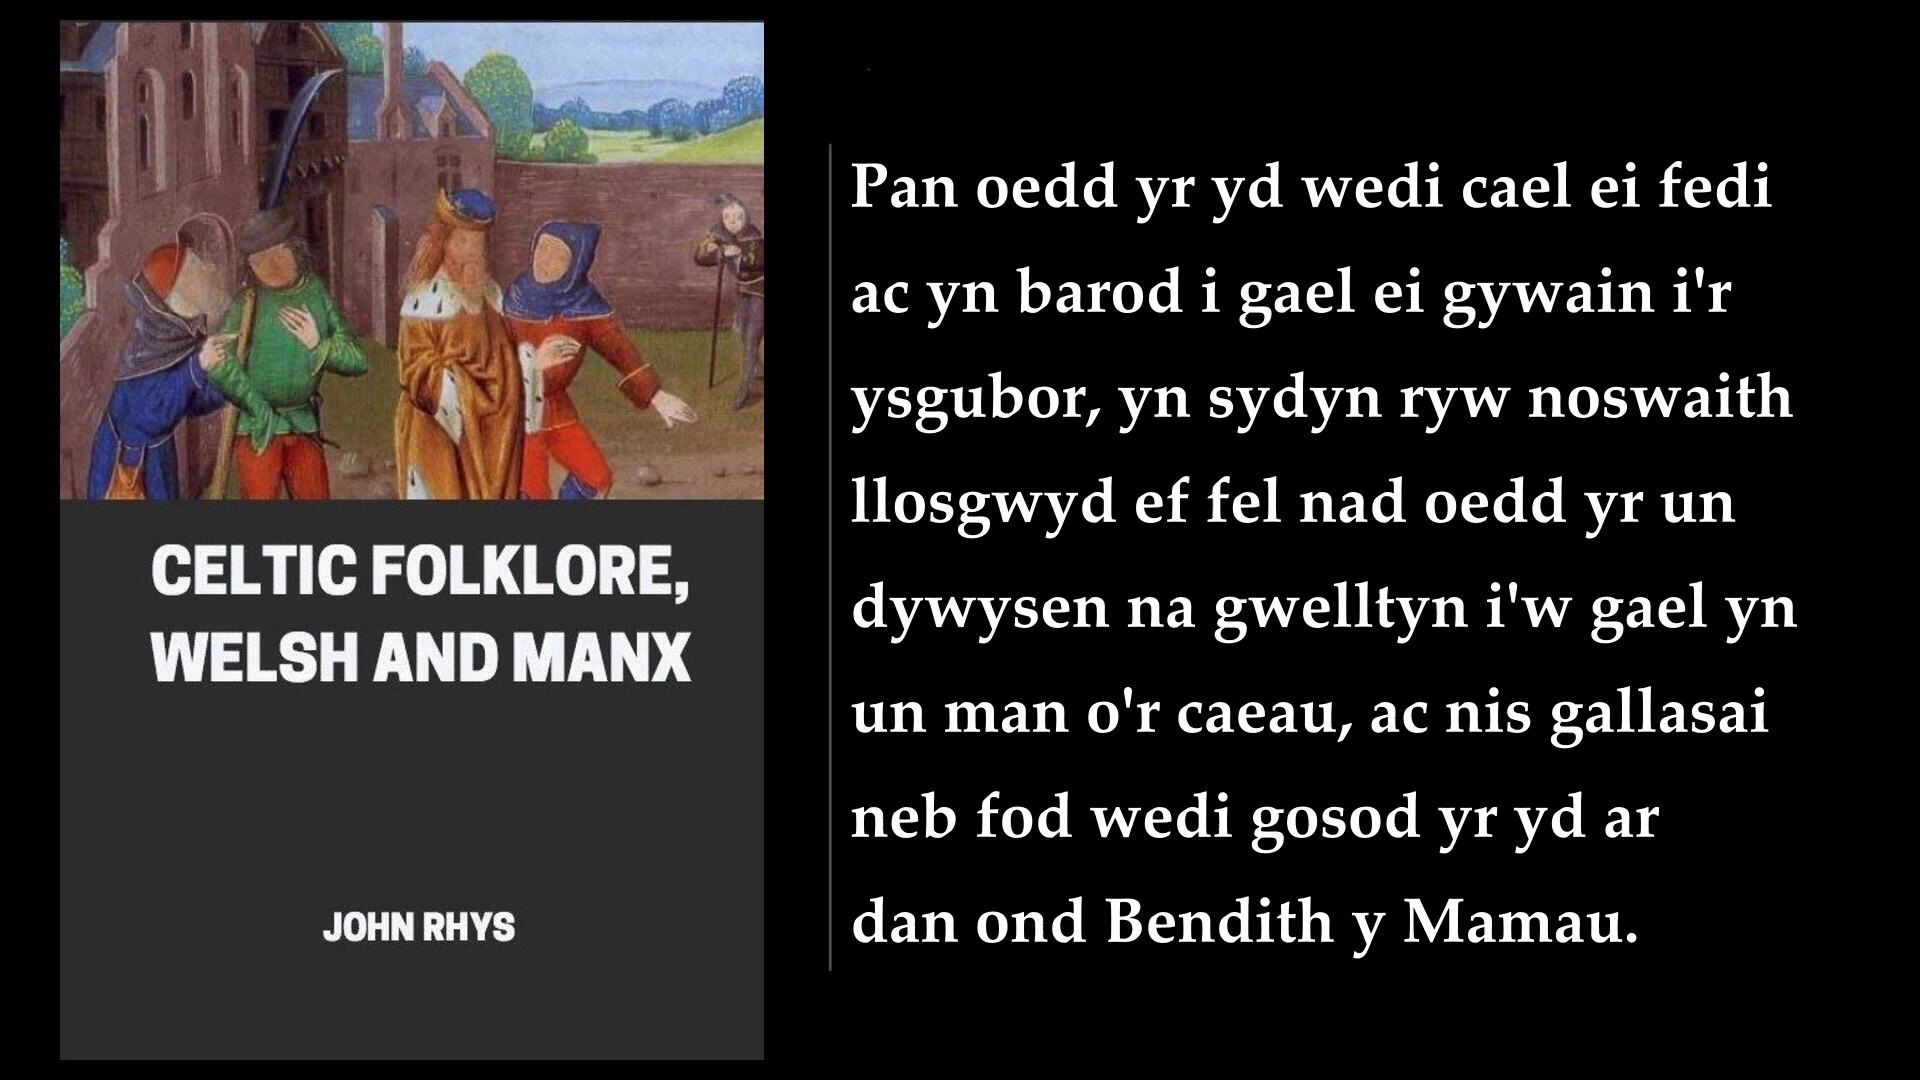 CELTIC FOLKLORE,
WELSH AND MANX
JOHN RHYS
Pan oedd yr yd wedi cael ei fedi
ac yn barod i gael ei gywain i'r
ysgubor, yn sydyn ryw noswaith
llosgwyd ef fel nad oedd yr un
dywysen na gwelltyn i'w gael yn
un man o'r caeau, ac nis gallasai
neb fod wedi gosod yr yd ar
dan ond Bendith y Mamau.